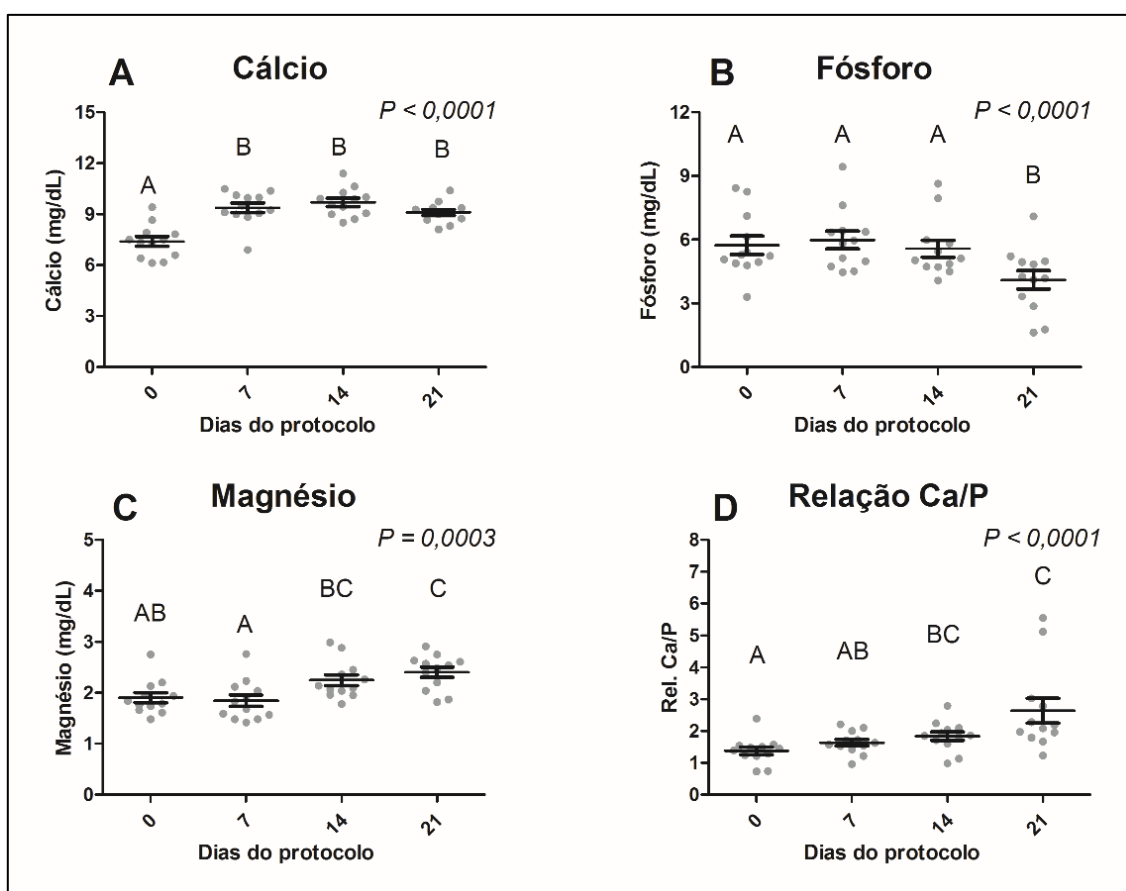 A Cálcio
P < 0,0001
Cálcio (mg/dL)
15
12
9
6
3
0
A
B
B
B
0
7
14
21
Dias do protocolo
B Fósforo
P < 0,0001
Fósforo (mg/dL)
12
9
6
3
0
A
A
A
B
0
7
14
21
Dias do protocolo
C Magnésio
P = 0,0003
Magnésio (mg/dL)
5
4
3
2
1
0
AB
A
BC
C
0
7
14
21
Dias do protocolo
D Relação Ca/P
P < 0,0001
Rel. Ca/P
8
7
6
5
4
3
2
1
0
A
AB
BC
C
0
7
14
21
Dias do protocolo